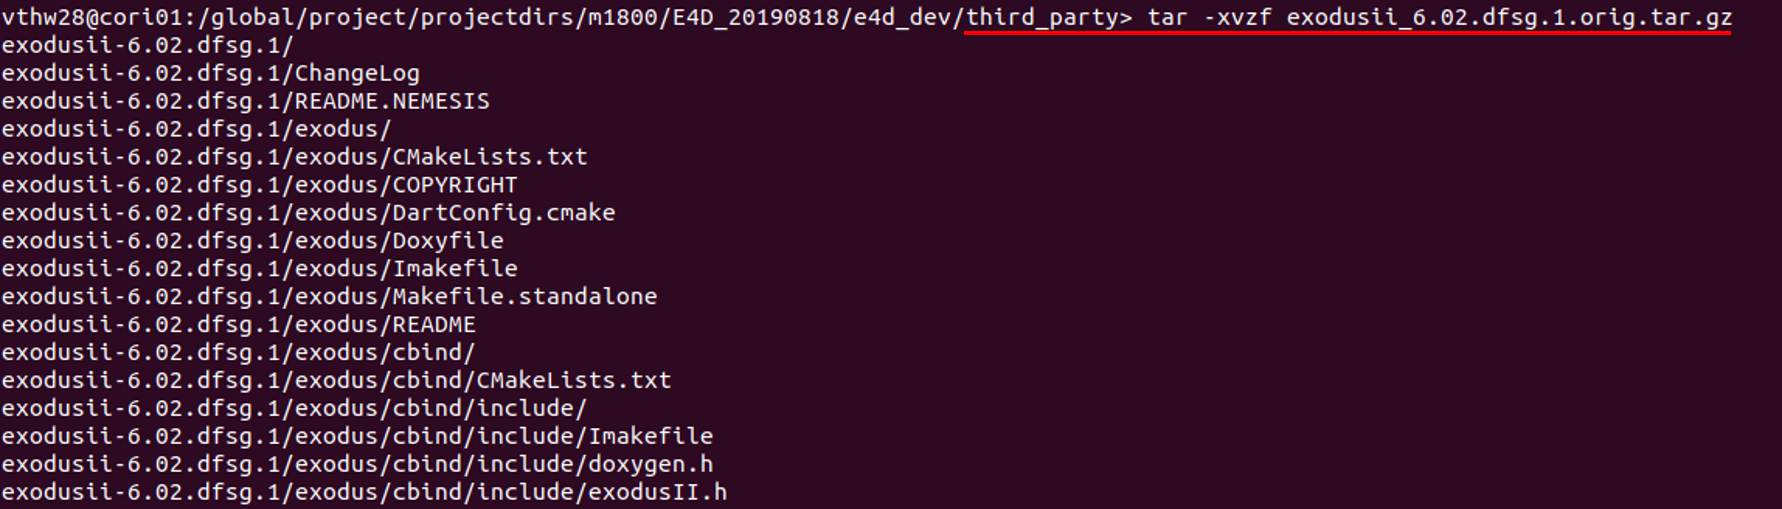 vthw28@cori01:/global/project/projectdirs/m1800/E4D_20190818/e4d_dev/third_party> tar -xvzf exodusii_6.02.dfsg.1.orig.tar.gz
exodusii-6.02.dfsg.1/
exodusii-6.02.dfsg.1/ChangeLog
exodusii-6.02.dfsg.1/README.NEMESIS
exodusii-6.02.dfsg.1/exodus/
exodusii-6.02.dfsg.1/exodus/CMakeLists.txt
exodusii-6.02.dfsg.1/exodus/COPYRIGHT
exodusii-6.02.dfsg.1/exodus/DartConfig.cmake
exodusii-6.02.dfsg.1/exodus/Doxyfile
exodusii-6.02.dfsg.1/exodus/Imakefile
exodusii-6.02.dfsg.1/exodus/Makefile.standalone
exodusii-6.02.dfsg.1/exodus/README
exodusii-6.02.dfsg.1/exodus/cbind/
exodusii-6.02.dfsg.1/exodus/cbind/CMakeLists.txt
exodusii-6.02.dfsg.1/exodus/cbind/include/
exodusii-6.02.dfsg.1/exodus/cbind/include/Imakefile
exodusii-6.02.dfsg.1/exodus/cbind/include/doxygen.h
exodusii-6.02.dfsg.1/exodus/cbind/include/exodusII.h